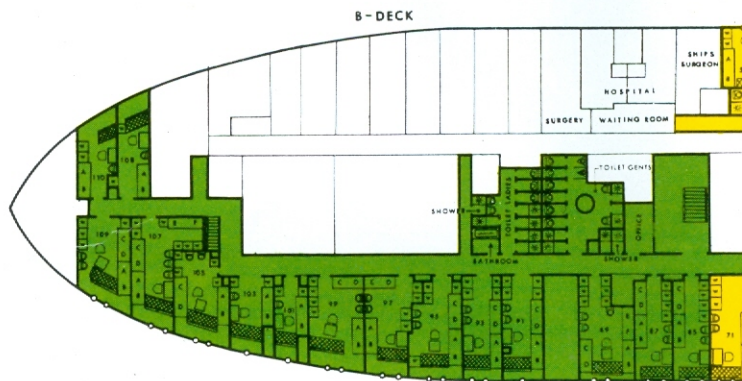 B-DECK
SHIPS
SURGEON
HOSPITAL
SURGERY
WAITING ROOM
110
108
TOILET GENTS
SHOWER
TOILET LADIES
OFFICE
109
107
BATHROOM
SHOWER
105
103
101
99
97
95
93
91
89
87
85
71